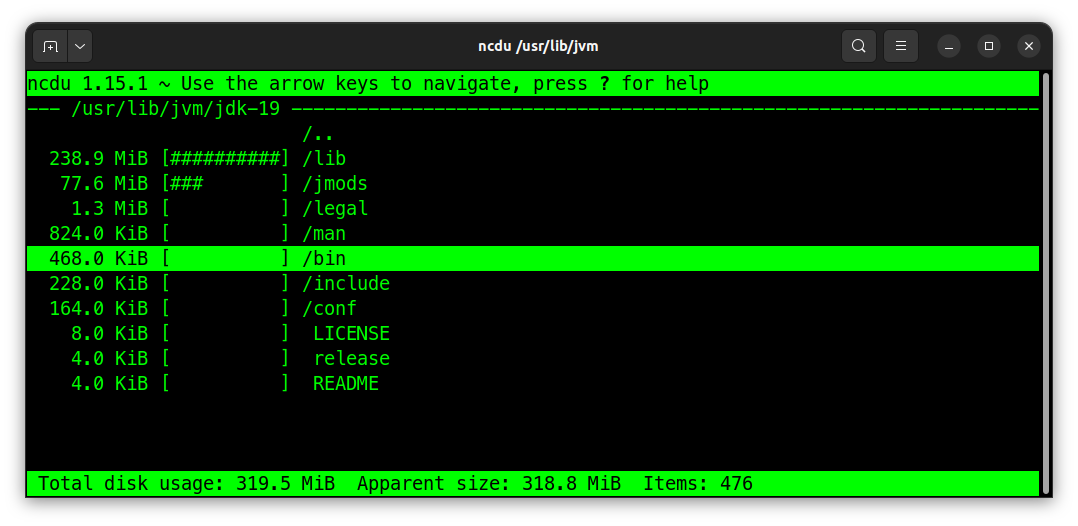 ncdu /usr/lib/jvm
ncdu 1.15.1 ~ Use the arrow keys to navigate, press ? for help
--- /usr/lib/jvm/jdk-19 --------------------------------------------------------------------
                         /..
  238.9 MiB [##########] /lib
   77.6 MiB [###       ] /jmods
    1.3 MiB [          ] /legal
  824.0 KiB [          ] /man
  468.0 KiB [          ] /bin
  228.0 KiB [          ] /include
  164.0 KiB [          ] /conf
    8.0 KiB [          ]  LICENSE
    4.0 KiB [          ]  release
    4.0 KiB [          ]  README
 Total disk usage: 319.5 MiB  Apparent size: 318.8 MiB  Items: 476